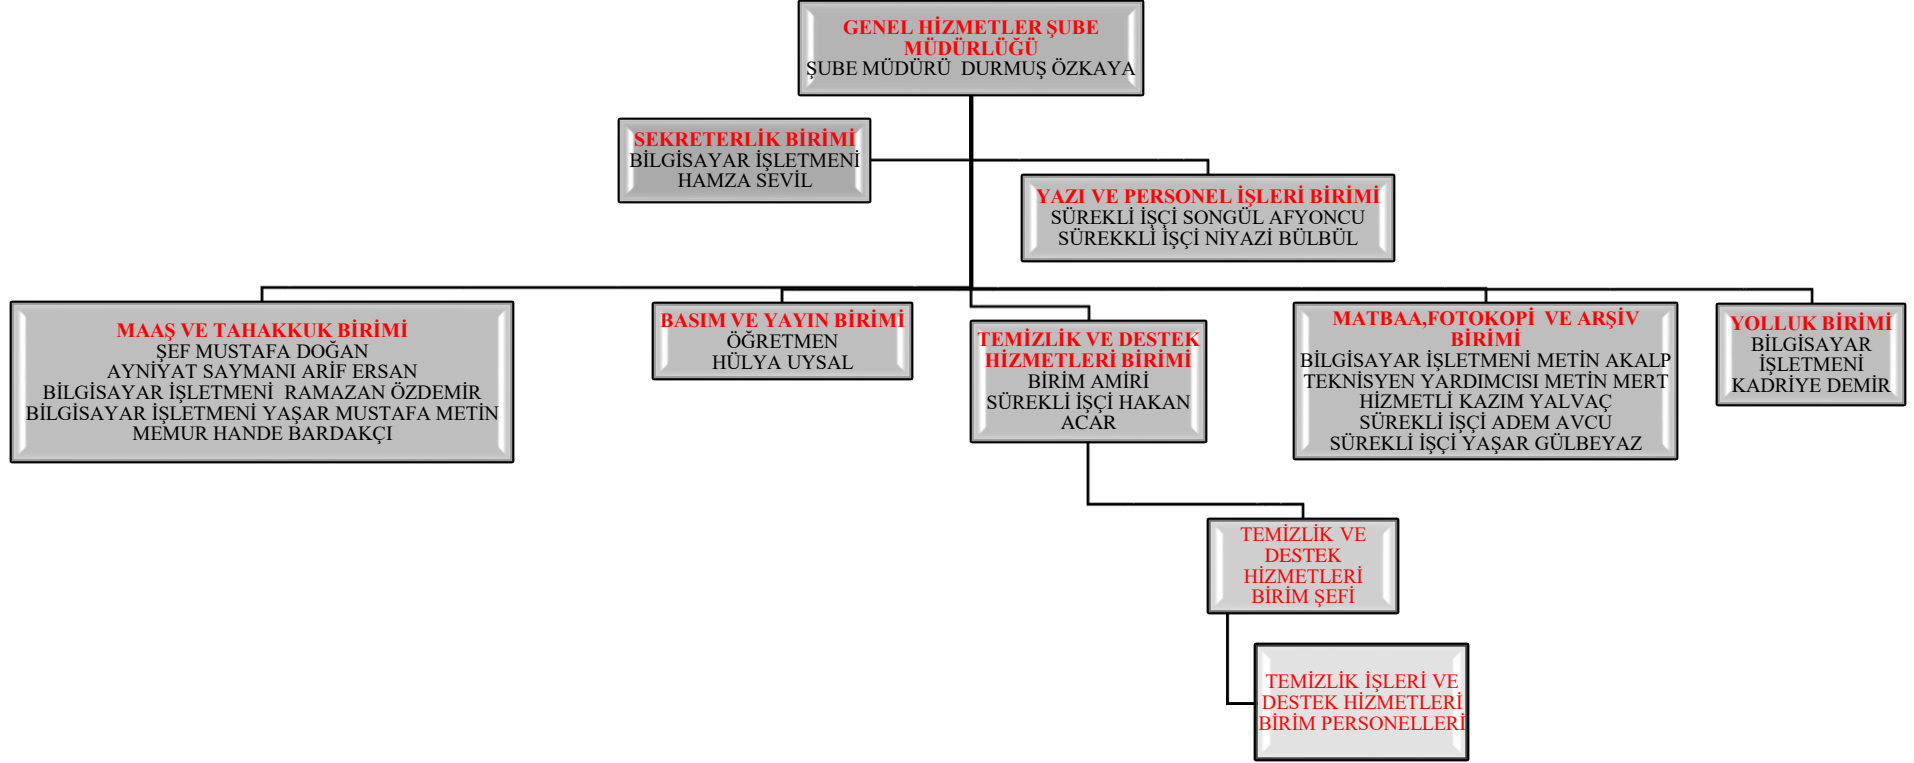 GENEL HİZMETLER ŞUBE
MÜDÜRLÜĞÜ
ŞUBE MÜDÜRÜ  DURMUŞ ÖZKAYA
SEKRETERLİK BİRİMİ
BİLGİSAYAR İŞLETMENİ
HAMZA SEVİL
YAZI VE PERSONEL İŞLERİ BİRİMİ
SÜREKLİ İŞÇİ SONGÜL AFYONCU
SÜREKKLİ İŞÇİ NİYAZİ BÜLBÜL
MAAŞ VE TAHAKKUK BİRİMİ
ŞEF MUSTAFA DOĞAN
AYNİYAT SAYMANI ARİF ERSAN
BİLGİSAYAR İŞLETMENİ  RAMAZAN ÖZDEMİR
BİLGİSAYAR İŞLETMENİ YAŞAR MUSTAFA METİN
MEMUR HANDE BARDAKÇI
BASIM VE YAYIN BİRİMİ
ÖĞRETMEN
HÜLYA UYSAL
TEMİZLİK VE DESTEK
HİZMETLERİ BİRİMİ
BİRİM AMİRİ
SÜREKLİ İŞÇİ HAKAN
ACAR
MATBAA,FOTOKOPİ  VE ARŞİV
BİRİMİ
BİLGİSAYAR İŞLETMENİ METİN AKALP
TEKNİSYEN YARDIMCISI METİN MERT
HİZMETLİ KAZIM YALVAÇ
SÜREKLİ İŞÇİ ADEM AVCU
SÜREKLİ İŞÇİ YAŞAR GÜLBEYAZ
YOLLUK BİRİMİ
BİLGİSAYAR
İŞLETMENİ
KADRİYE DEMİR
TEMİZLİK VE
DESTEK
HİZMETLERİ
BİRİM ŞEFİ
TEMİZLİK İŞLERİ VE
DESTEK HİZMETLERİ
BİRİM PERSONELLERİ